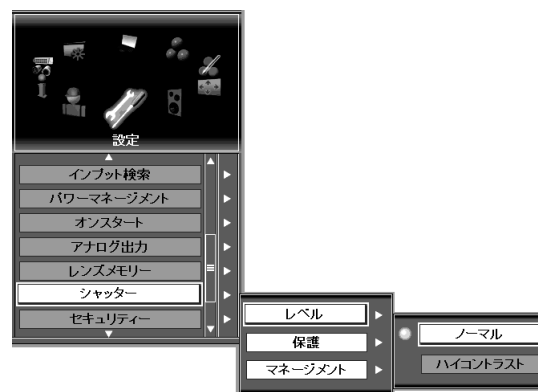 設定
インプット検索
パワーマネージメント
オンスタート
アナログ出力
レンズメモリー
シャッター
セキュリティー
レベル
保護
マネージメント
ノーマル
ハイコントラスト